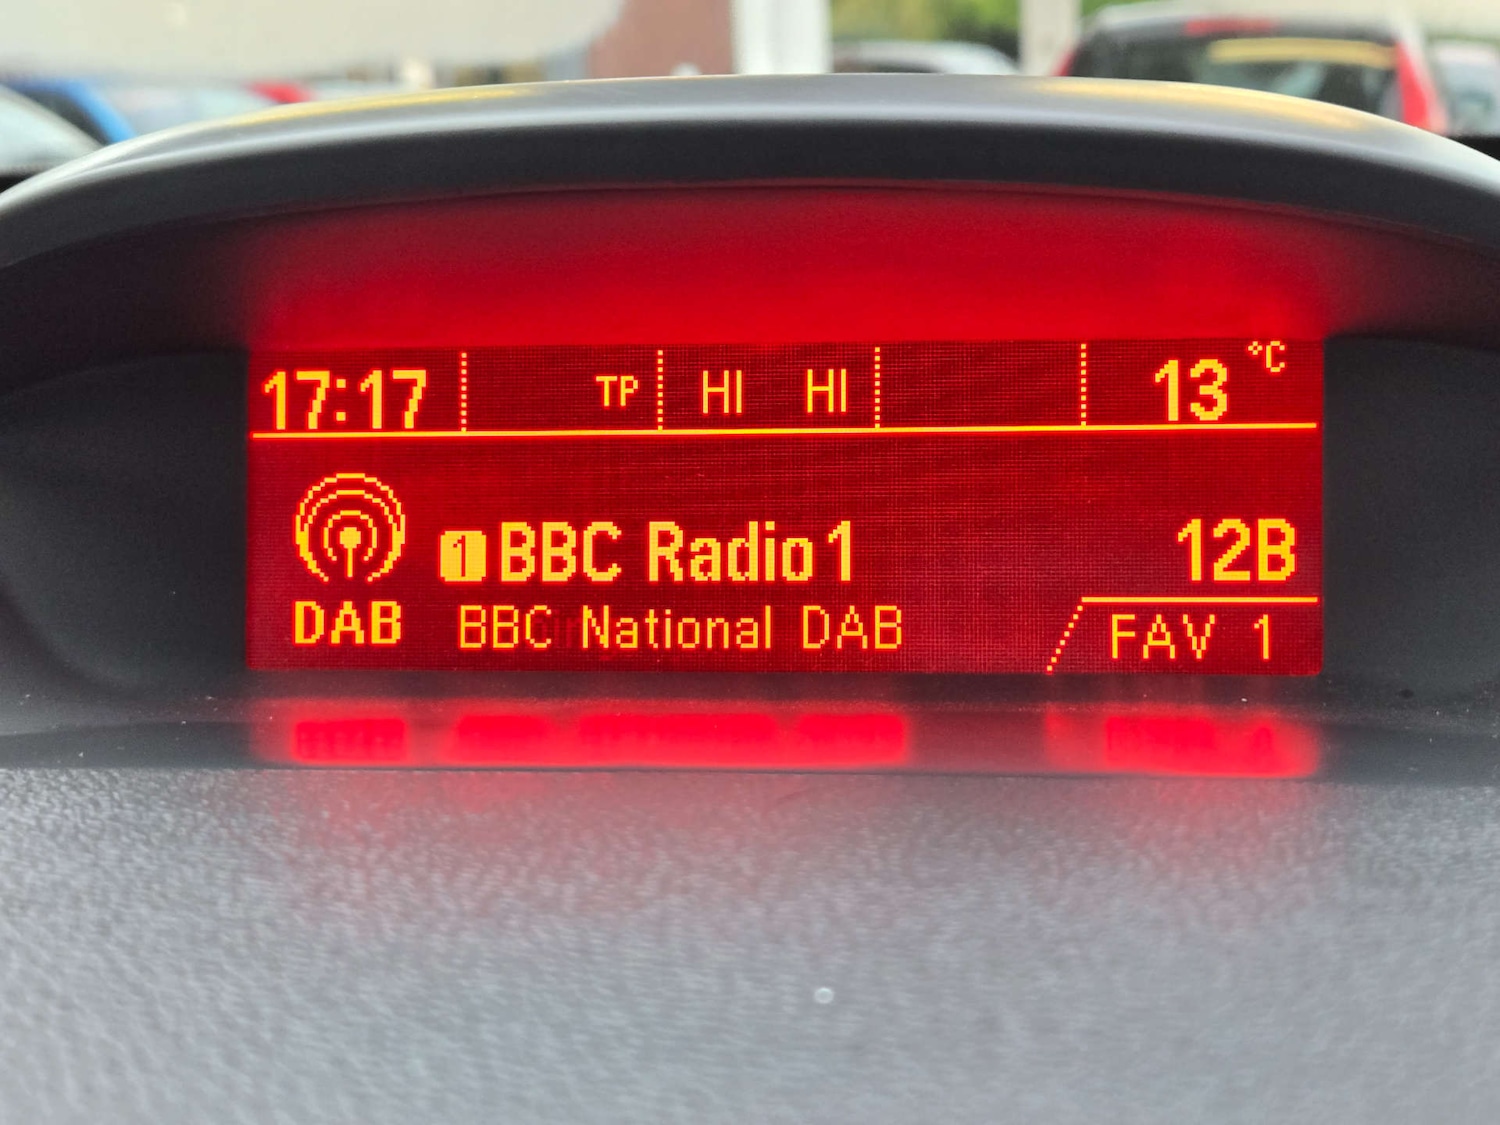 17:17 TP HI HI 13 °C
1 BBC Radio 1 12B
DAB BBC National DAB FAV 1